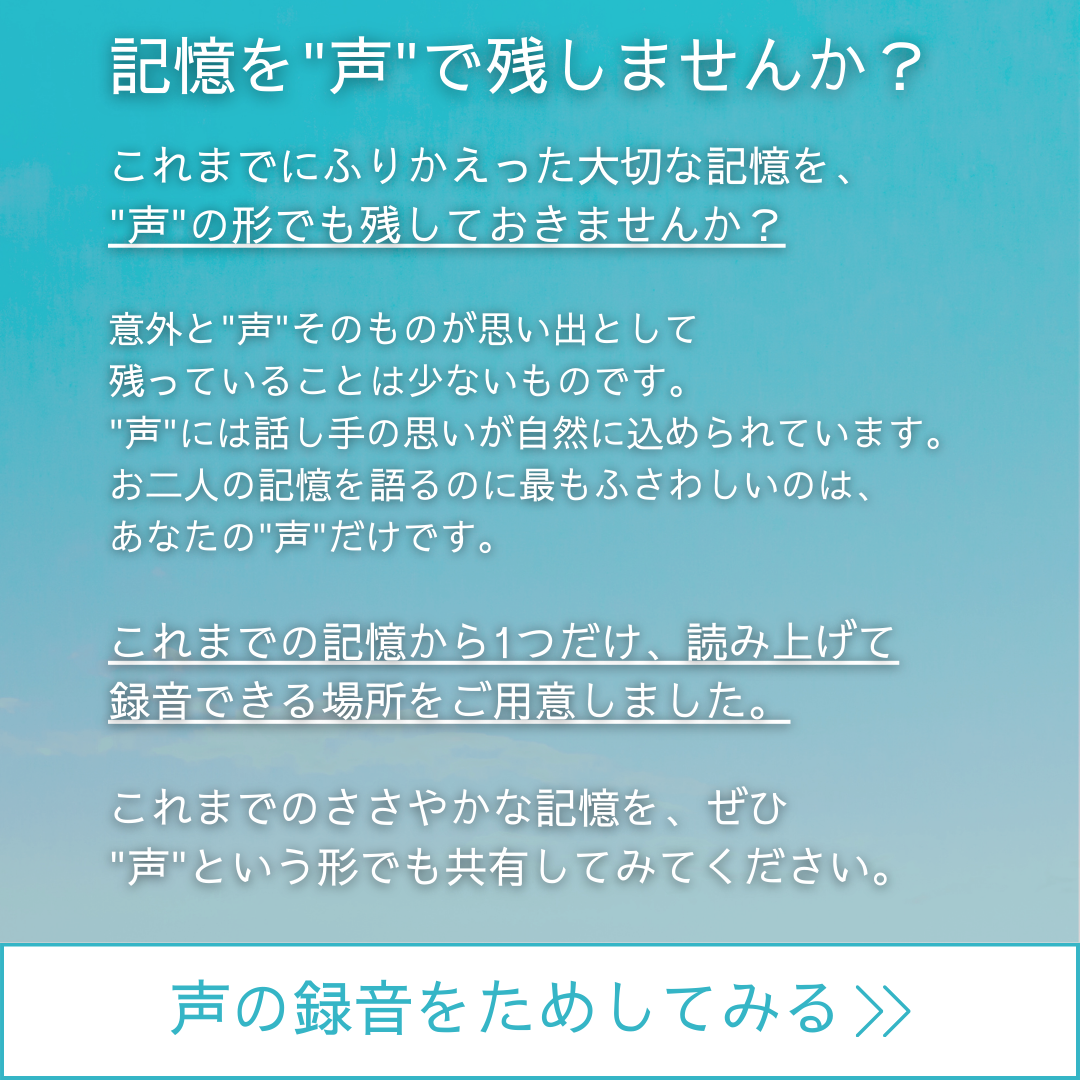 記憶を"声"で残しませんか？
これまでにふりかえった大切な記憶を、
"声"の形でも残しておきませんか？
意外と"声"そのものが思い出として
残っていることは少ないものです。
"声"には話し手の思いが自然に込められています。
お二人の記憶を語るのに最もふさわしいのは、
あなたの"声"だけです。
これまでの記憶から1つだけ、読み上げて
録音できる場所をご用意しました。
これまでのささやかな記憶を、ぜひ
"声"という形でも共有してみてください。
声の録音をためしてみる >>